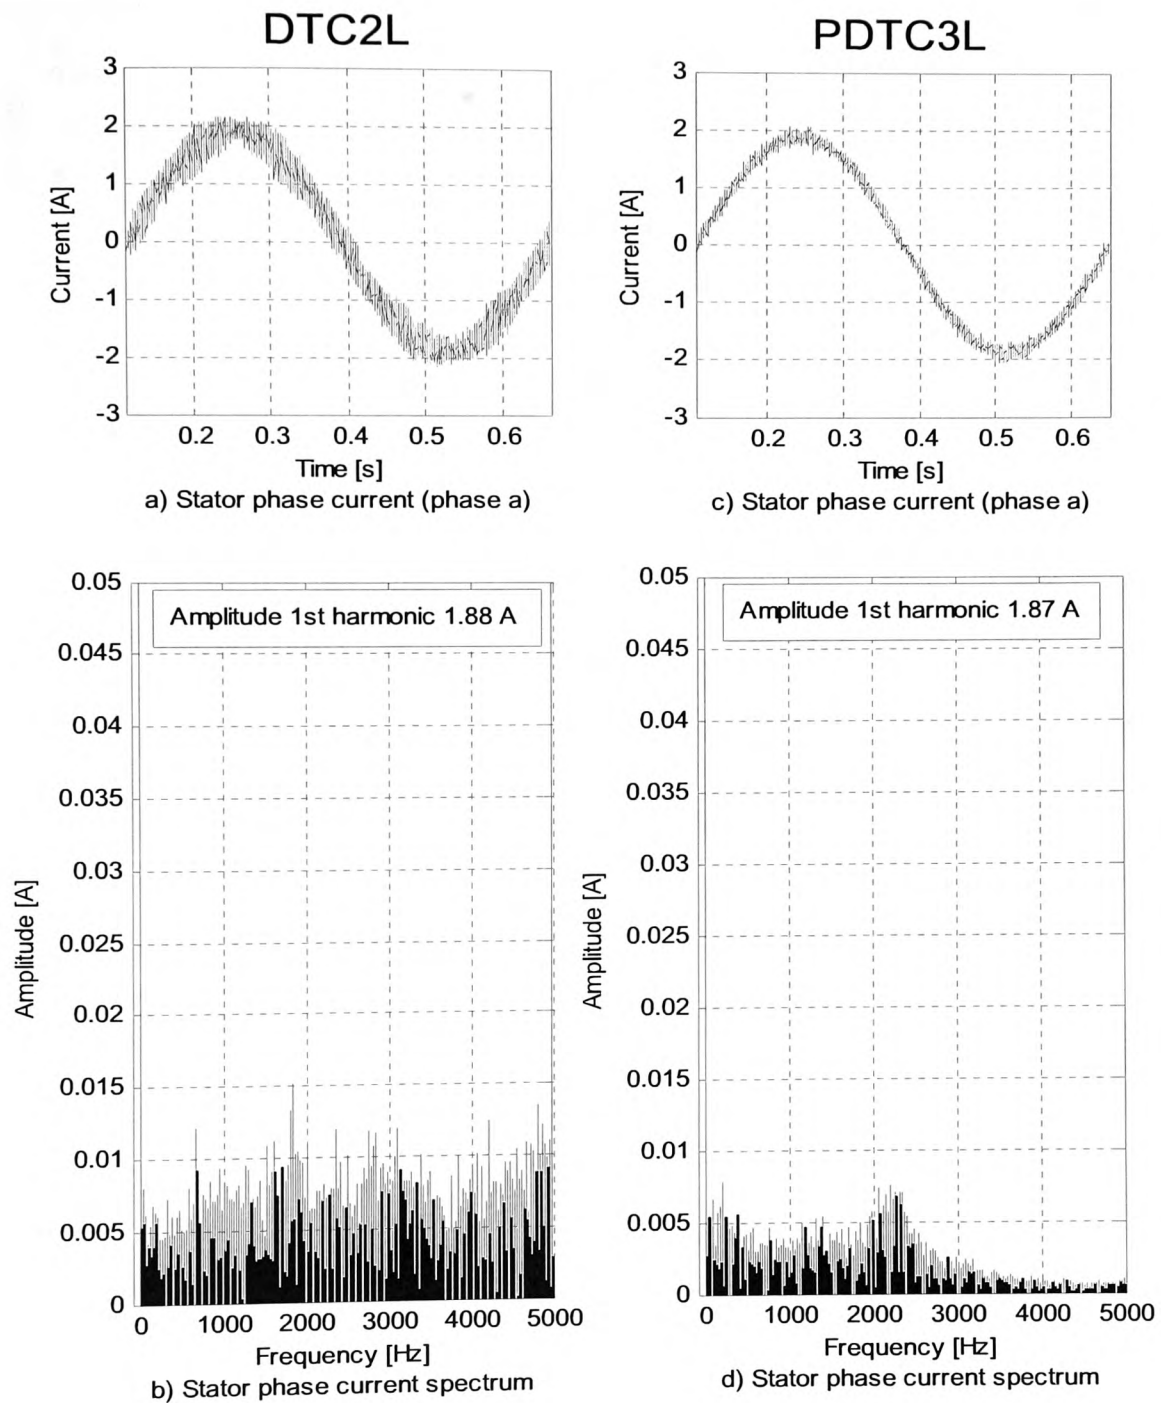 DTC2L
PDTC3L
3
2
1
0
-1
-2
-3
Current [A]
0.2 0.3 0.4 0.5 0.6
Time [s]
a) Stator phase current (phase a)
3
2
1
0
-1
-2
-3
Current [A]
0.2 0.3 0.4 0.5 0.6
Time [s]
c) Stator phase current (phase a)
0.05
0.045
0.04
0.035
0.03
0.025
0.02
0.015
0.01
0.005
0
Amplitude [A]
Amplitude 1st harmonic 1.88 A
0 1000 2000 3000 4000 5000
Frequency [Hz]
b) Stator phase current spectrum
0.05
0.045
0.04
0.035
0.03
0.025
0.02
0.015
0.01
0.005
0
Amplitude [A]
Amplitude 1st harmonic 1.87 A
0 1000 2000 3000 4000 5000
Frequency [Hz]
d) Stator phase current spectrum